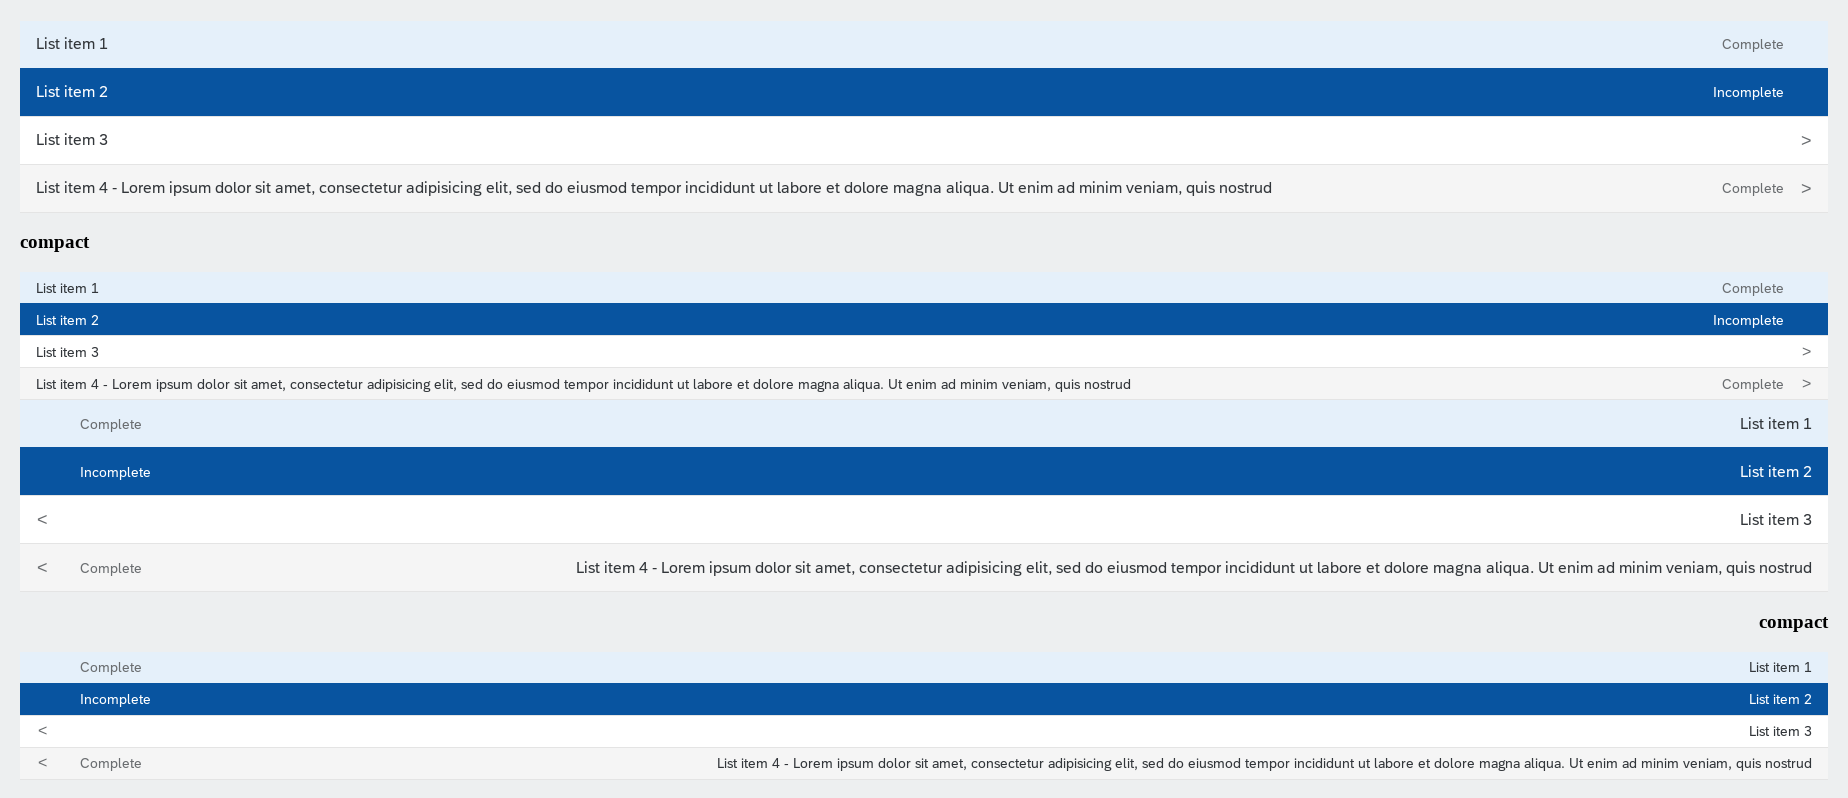 List item 1 Complete
List item 2 Incomplete
List item 3 >
List item 4 - Lorem ipsum dolor sit amet, consectetur adipisicing elit, sed do eiusmod tempor incididunt ut labore et dolore magna aliqua. Ut enim ad minim veniam, quis nostrud Complete >
compact
List item 1 Complete
List item 2 Incomplete
List item 3 >
List item 4 - Lorem ipsum dolor sit amet, consectetur adipisicing elit, sed do eiusmod tempor incididunt ut labore et dolore magna aliqua. Ut enim ad minim veniam, quis nostrud Complete >
Complete List item 1
Incomplete List item 2
< List item 3
< Complete List item 4 - Lorem ipsum dolor sit amet, consectetur adipisicing elit, sed do eiusmod tempor incididunt ut labore et dolore magna aliqua. Ut enim ad minim veniam, quis nostrud
compact
Complete List item 1
Incomplete List item 2
< List item 3
< Complete List item 4 - Lorem ipsum dolor sit amet, consectetur adipisicing elit, sed do eiusmod tempor incididunt ut labore et dolore magna aliqua. Ut enim ad minim veniam, quis nostrud